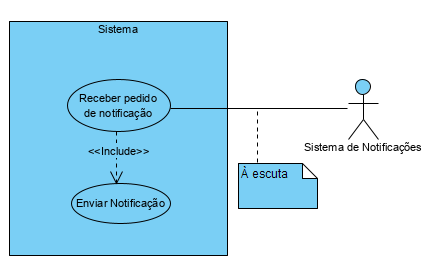 Sistema
Receber pedido
de notificação
<<Include>>
Enviar Notificação
À escuta
Sistema de Notificações